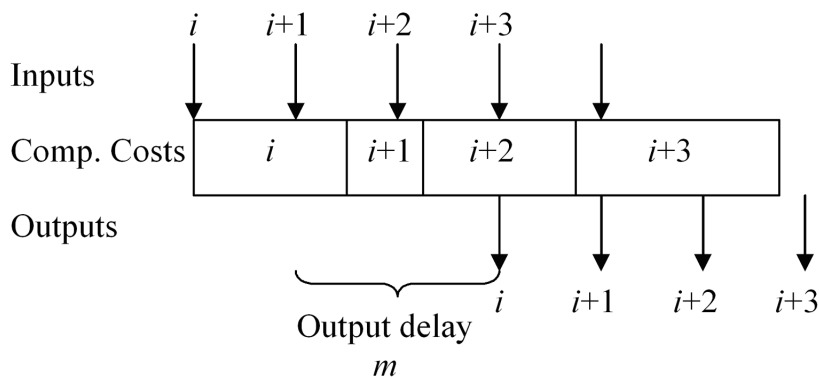 i i+1 i+2 i+3
Inputs
Comp. Costs i i+1 i+2 i+3
Outputs
i i+1 i+2 i+3
Output delay
m